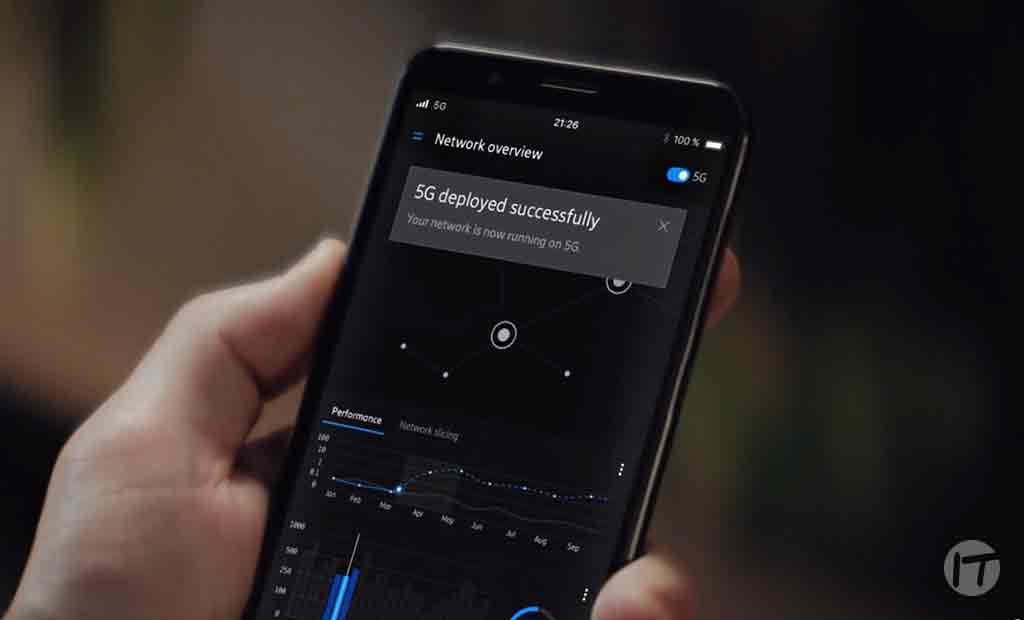 5G
21:26
100 %
Network overview
5G
5G deployed successfully
Your network is now running on 5G.
Performance
Network slicing
100
10
1
0.1
0
Jan Feb Mar Apr May Jun Jul Aug Sep
1000
500
250
100
0
IT